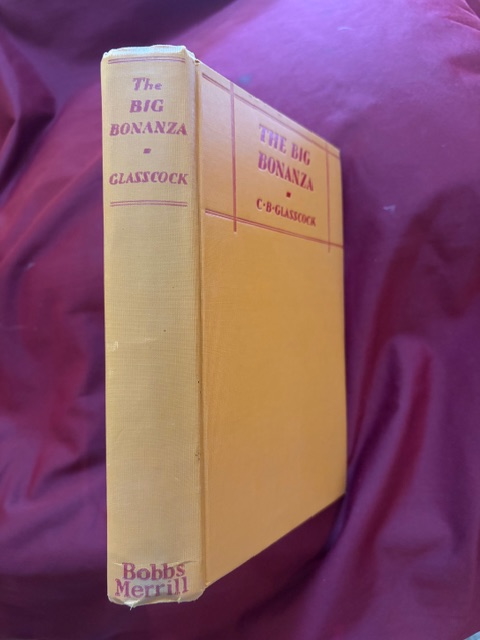 The
BIG
BONANZA
GLASSCOCK
Bobbs
Merrill
THE BIG
BONANZA
C·B·GLASSCOCK